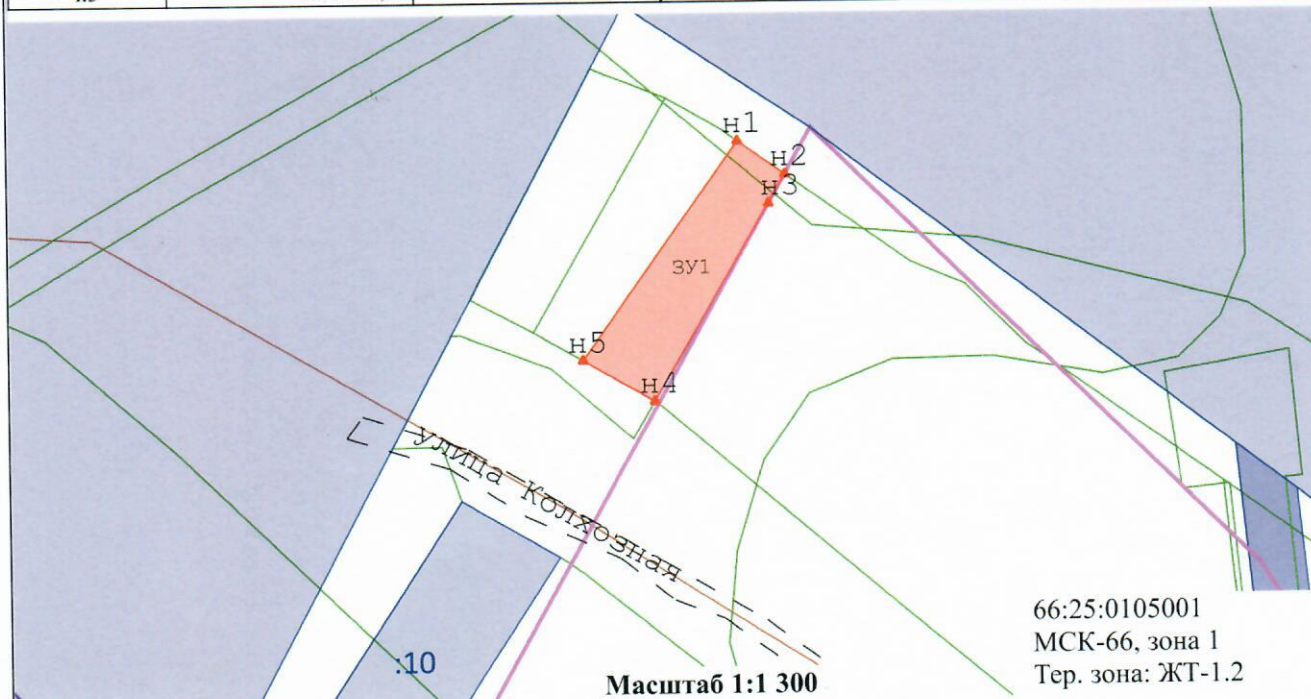 н1
н2
н3
ЗУ1
н5
н4
улица Колхозная
:10
66:25:0105001
МСК-66, зона 1
Тер. зона: ЖТ-1.2
Масштаб 1:1 300